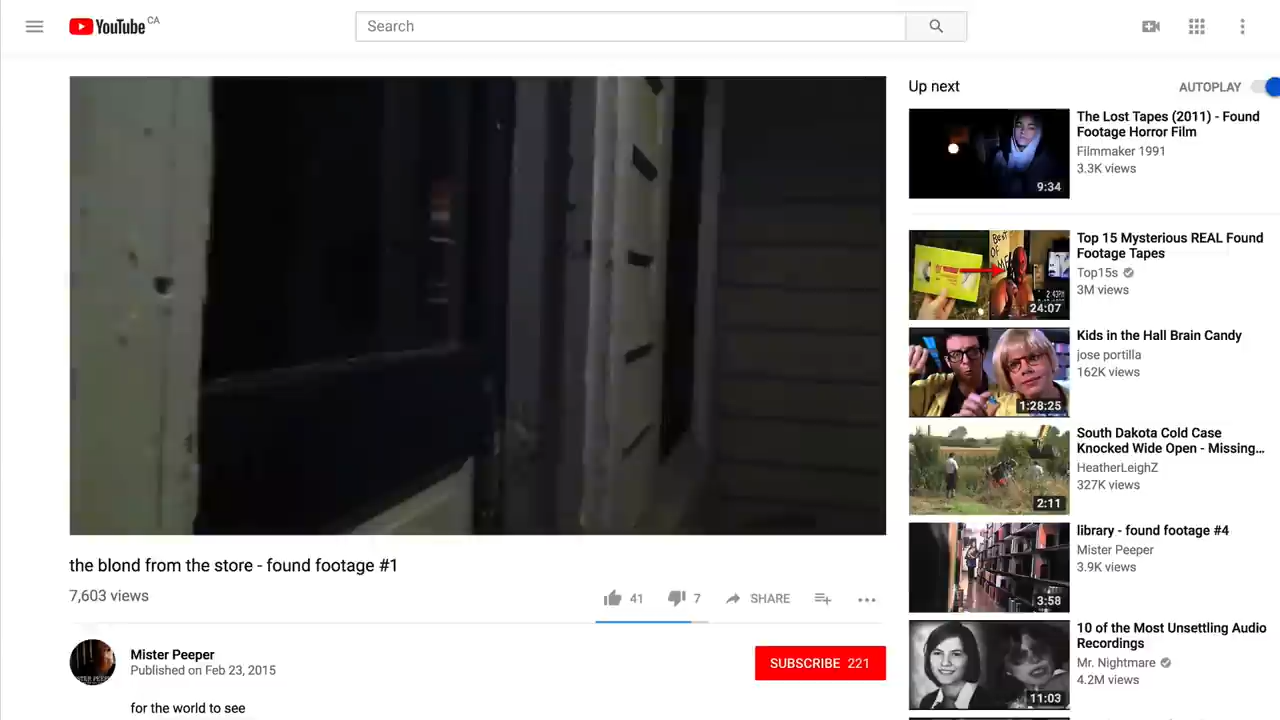 YouTube CA
Search
Up next
AUTOPLAY
The Lost Tapes (2011) - Found
Footage Horror Film
Filmmaker 1991
3.3K views
9:34
Top 15 Mysterious REAL Found
Footage Tapes
Top15s
3M views
24:07
Kids in the Hall Brain Candy
jose portilla
162K views
1:28:25
South Dakota Cold Case
Knocked Wide Open - Missing...
HeatherLeighZ
327K views
2:11
library - found footage #4
Mister Peeper
3.9K views
3:58
10 of the Most Unsettling Audio
Recordings
Mr. Nightmare
4.2M views
11:03
the blond from the store - found footage #1
7,603 views
41
7
SHARE
Mister Peeper
Published on Feb 23, 2015
SUBSCRIBE 221
for the world to see